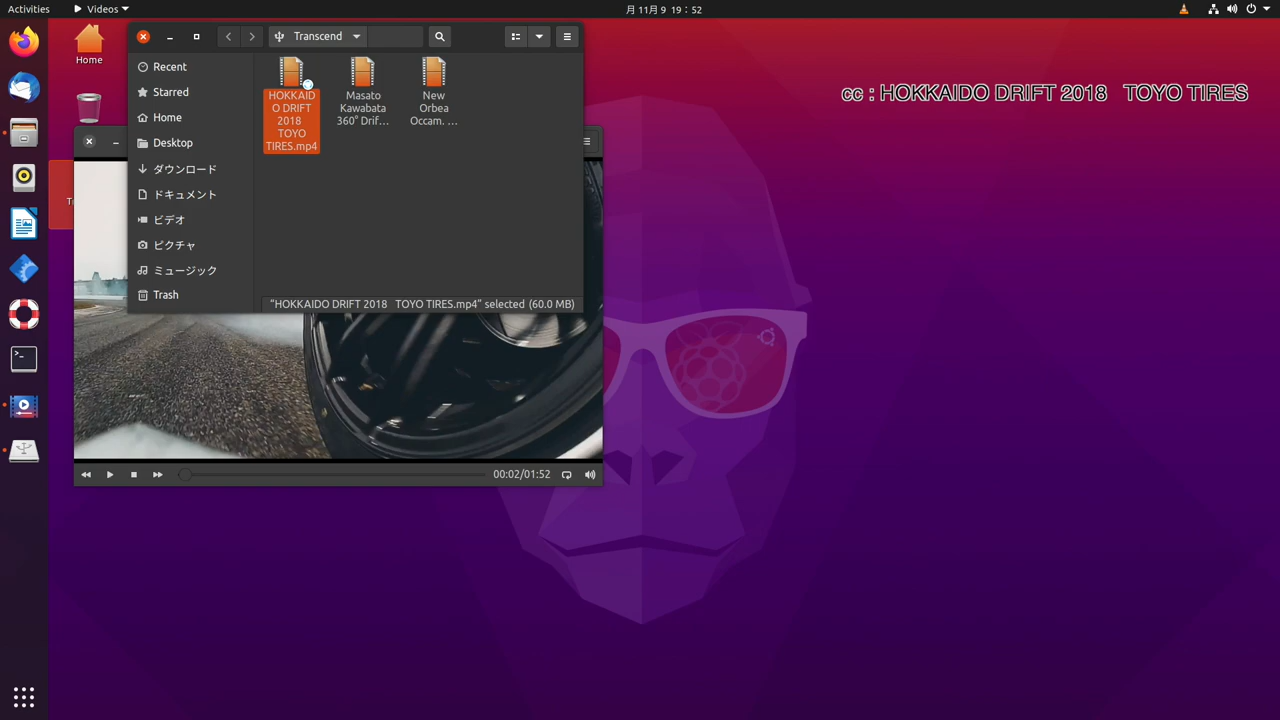 Activities
Videos
月 11月 9 19：52
Home
Transcend
Recent
Starred
Home
Desktop
ダウンロード
ドキュメント
ビデオ
ピクチャ
ミュージック
Trash
HOKKAID
O DRIFT
2018
TOYO
TIRES.mp4
Masato
Kawabata
360° Drif…
New
Orbea
Occam. …
"HOKKAIDO DRIFT 2018 TOYO TIRES.mp4" selected (60.0 MB)
cc : HOKKAIDO DRIFT 2018 TOYO TIRES
Tr
00:02/01:52